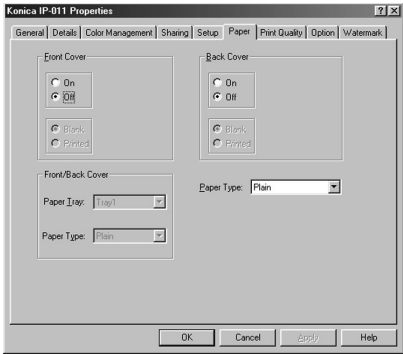 Konica IP-011 Properties
General Details Color Management Sharing Setup Paper Print Quality Option Watermark
Front Cover
On
Off
Blank
Printed
Back Cover
On
Off
Blank
Printed
Front/Back Cover
Paper Tray: Tray1
Paper Type: Plain
Paper Type: Plain
OK Cancel Apply Help